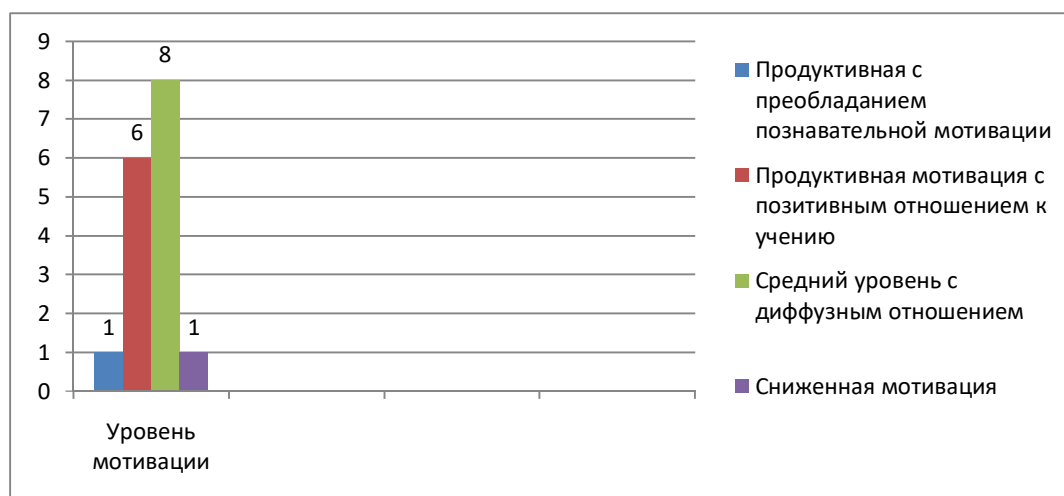 9
8
7
6
5
4
3
2
1
0
1
6
8
1
Уровень
мотивации
Продуктивная с
преобладанием
познавательной мотивации
Продуктивная мотивация с
позитивным отношением к
учению
Средний уровень с
диффузным отношением
Сниженная мотивация